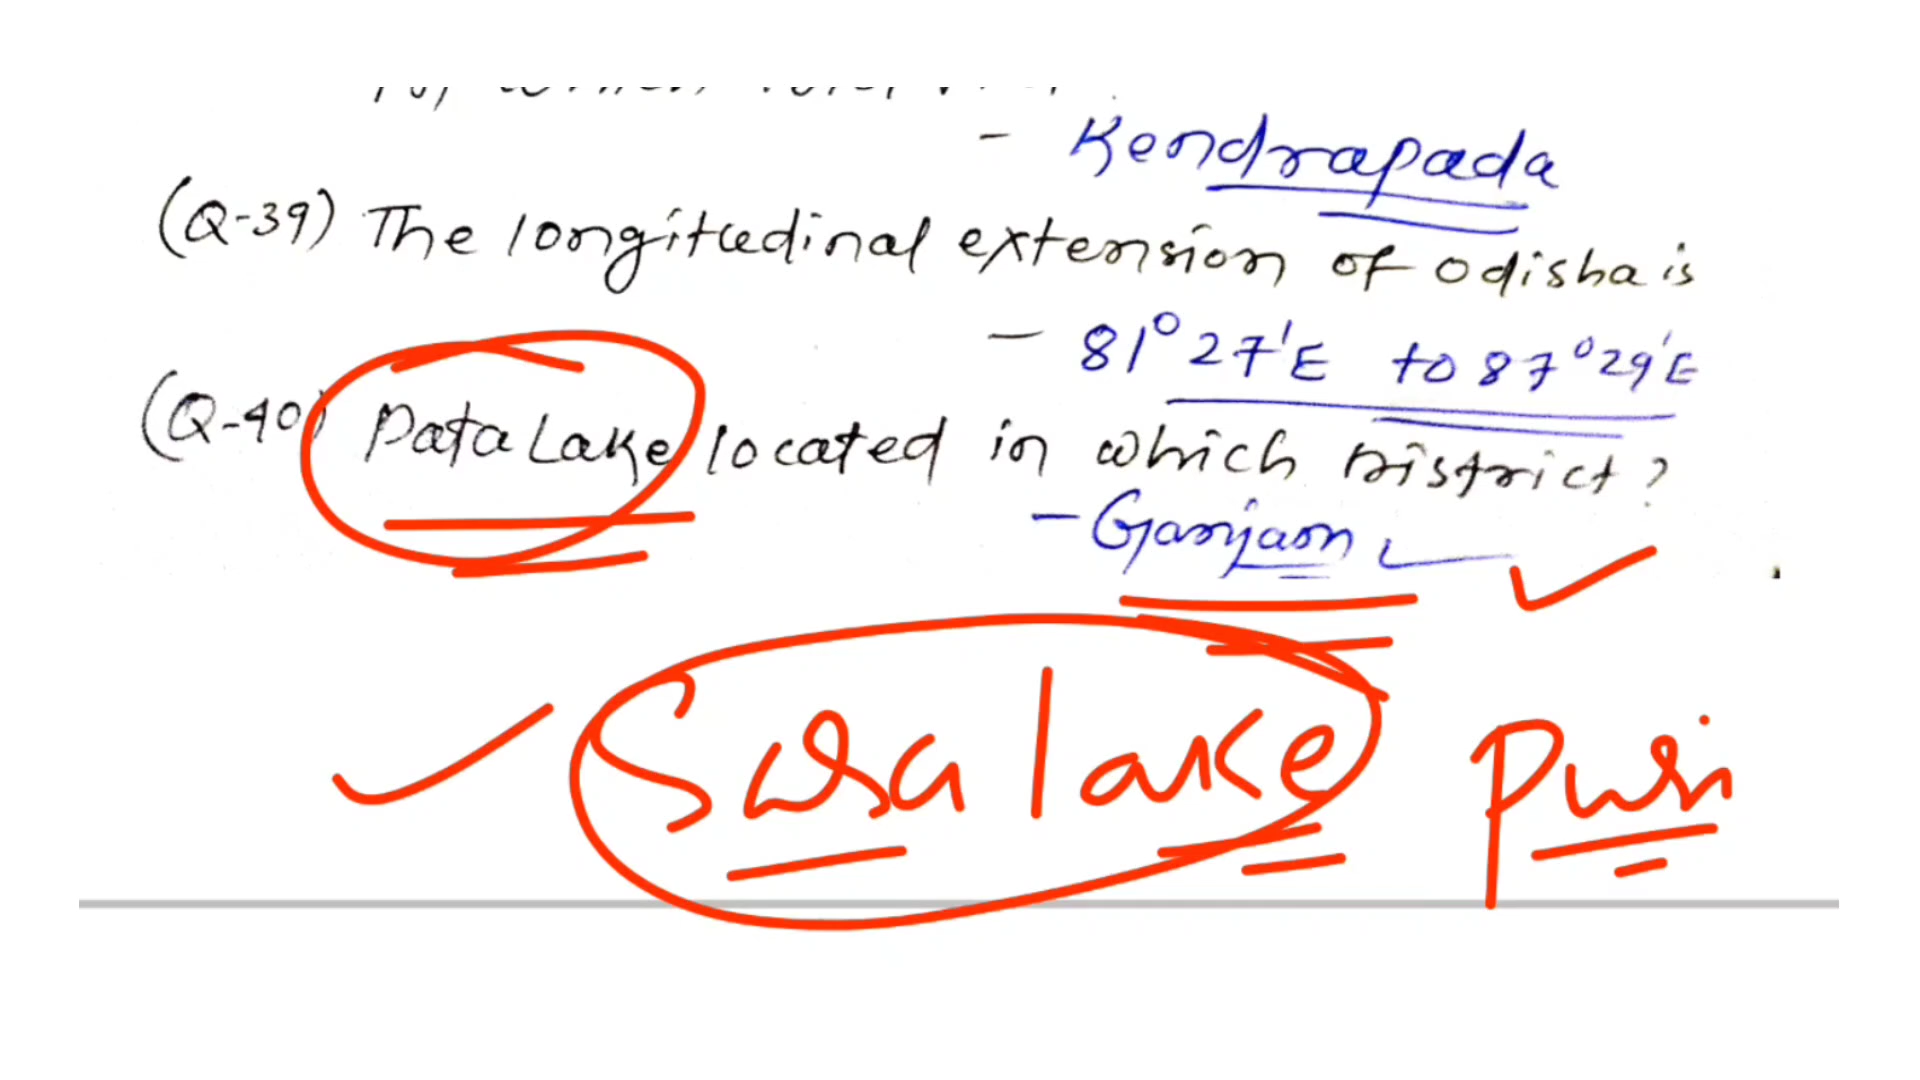 - Kendrapada
(Q-39) The longitudinal extension of odisha is
- 81°27'E to 87°29'E
(Q-40) Pata Lake located in which District?
- Ganjam
Sara lake Puri